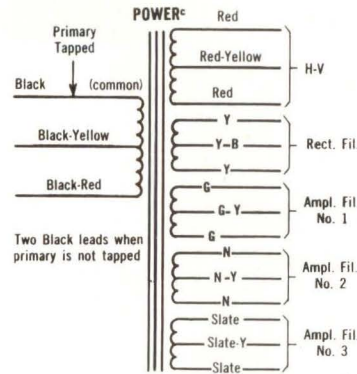 POWERᶜ
Primary
Tapped
Black (common)
Black-Yellow
Black-Red
Two Black leads when
primary is not tapped
Red
Red-Yellow
Red
H-V
Y
Y-B
Y
Rect. Fil.
G
G-Y
G
Ampl. Fil
No. 1
N
N-Y
N
Ampl. Fil.
No. 2
Slate
Slate-Y
Slate
Ampl. Fil
No. 3